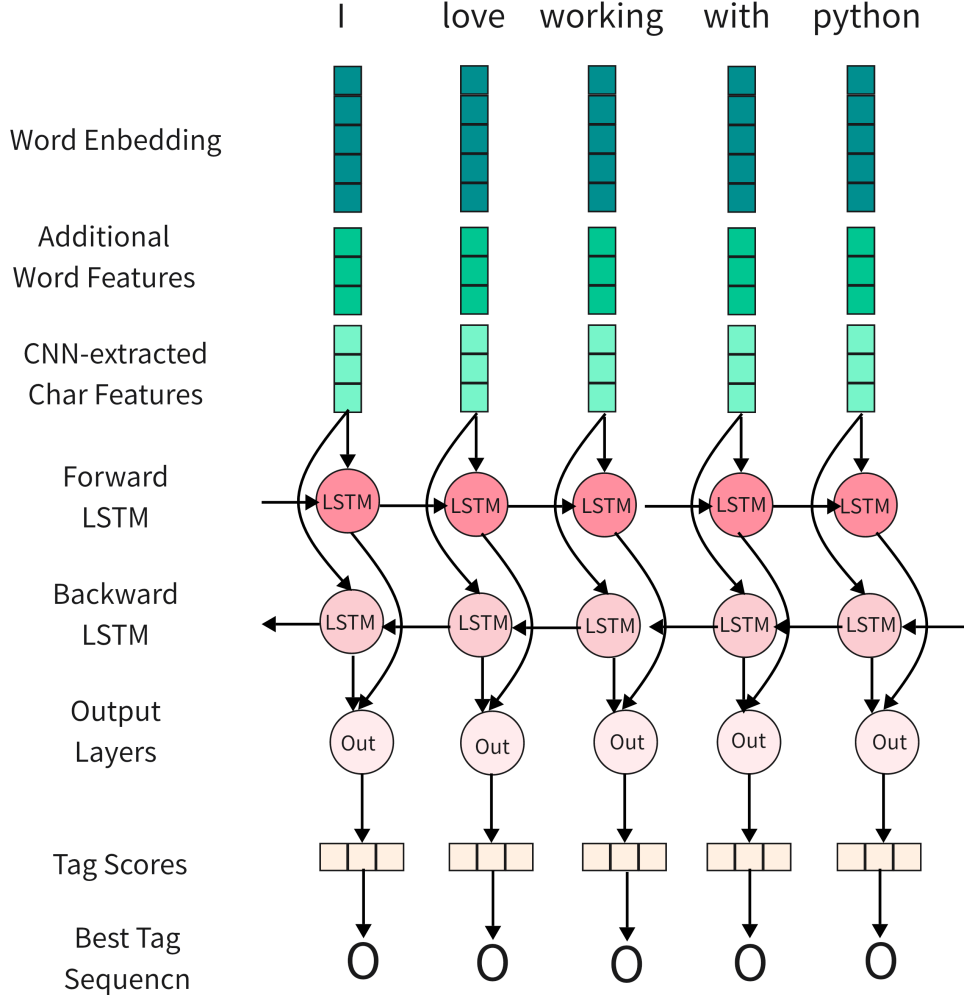 I love working with python
Word Enbedding
Additional
Word Features
CNN-extracted
Char Features
Forward
LSTM
LSTM LSTM LSTM LSTM LSTM
Backward
LSTM
LSTM LSTM LSTM LSTM LSTM
Output
Layers
Out Out Out Out Out
Tag Scores
Best Tag
Sequencn
O O O O O